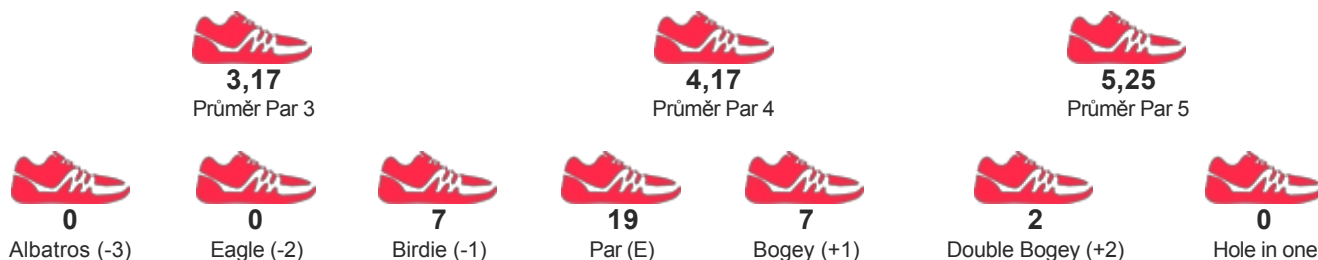 3,17
Průměr Par 3
4,17
Průměr Par 4
5,25
Průměr Par 5
0
Albatros (-3)
0
Eagle (-2)
7
Birdie (-1)
19
Par (E)
7
Bogey (+1)
2
Double Bogey (+2)
0
Hole in one